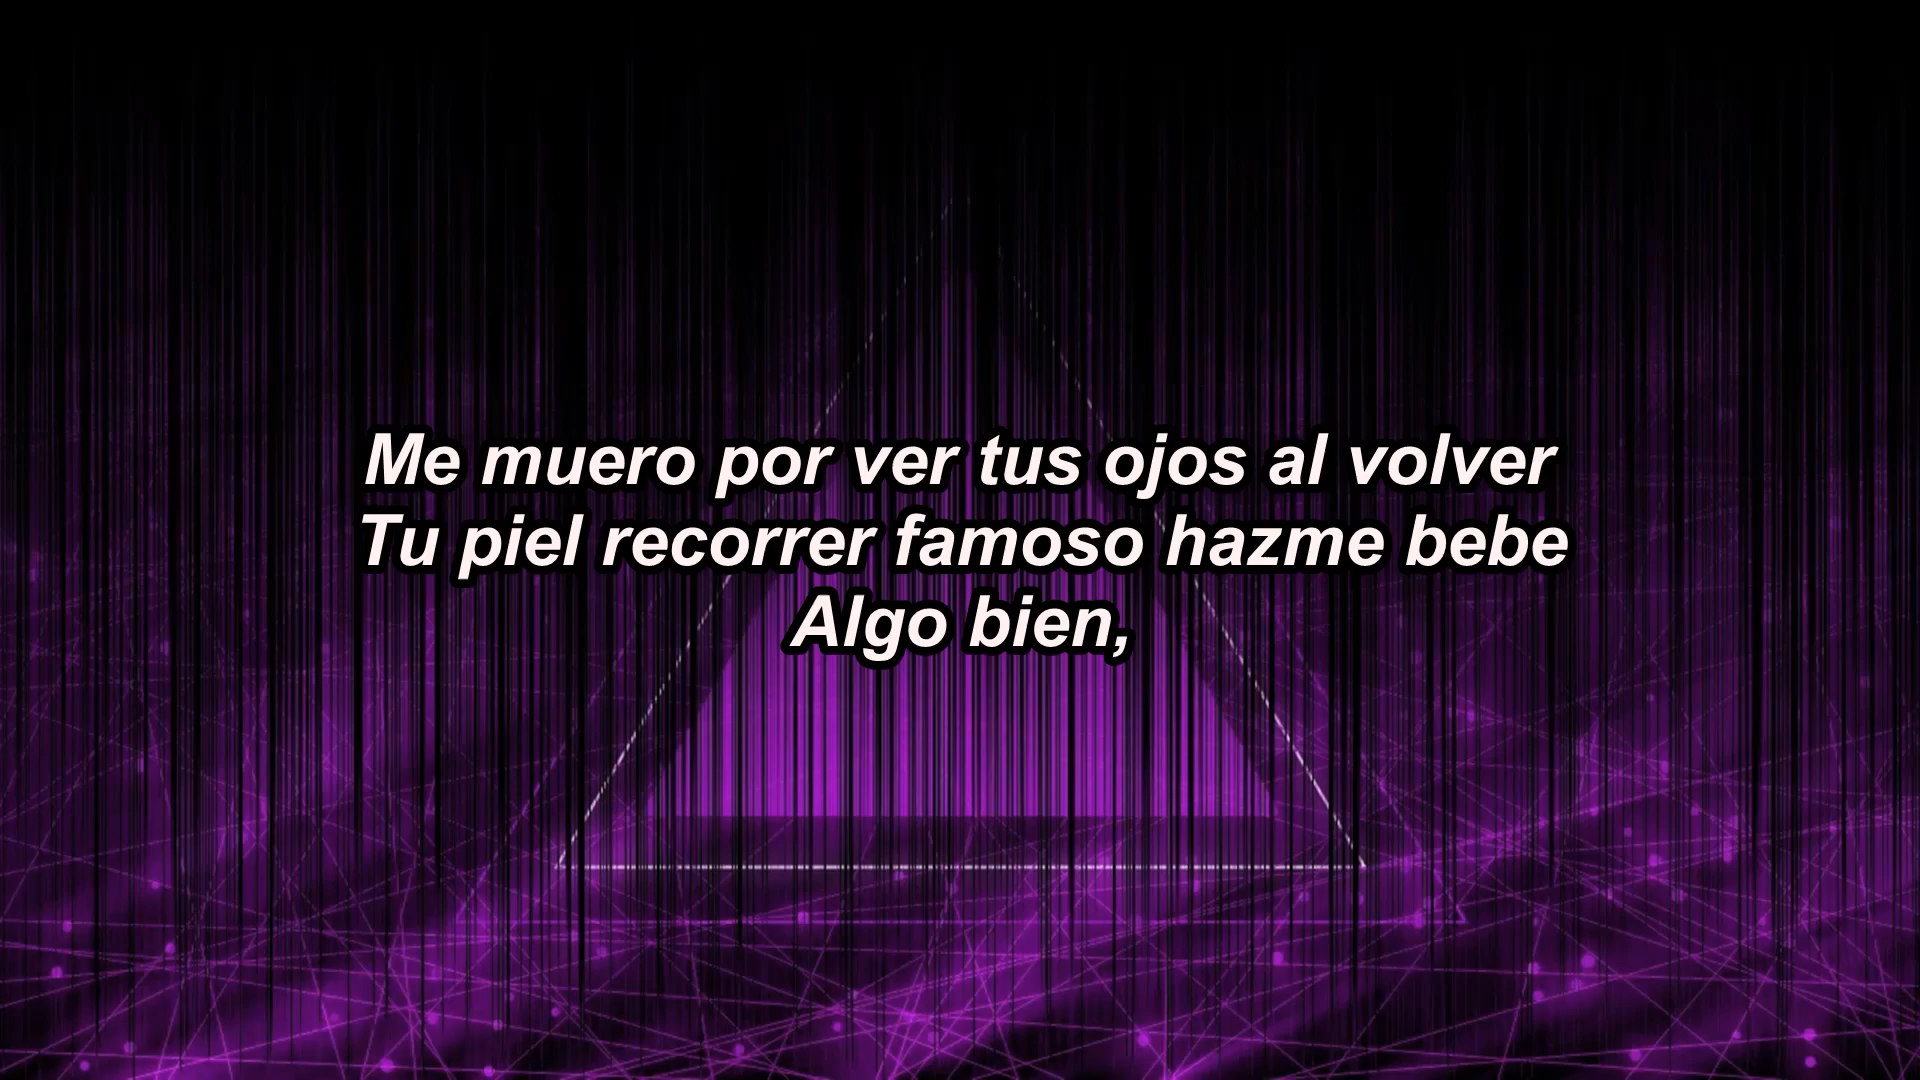 Me muero por ver tus ojos al volver
Tu piel recorrer famoso hazme bebe
Algo bien,